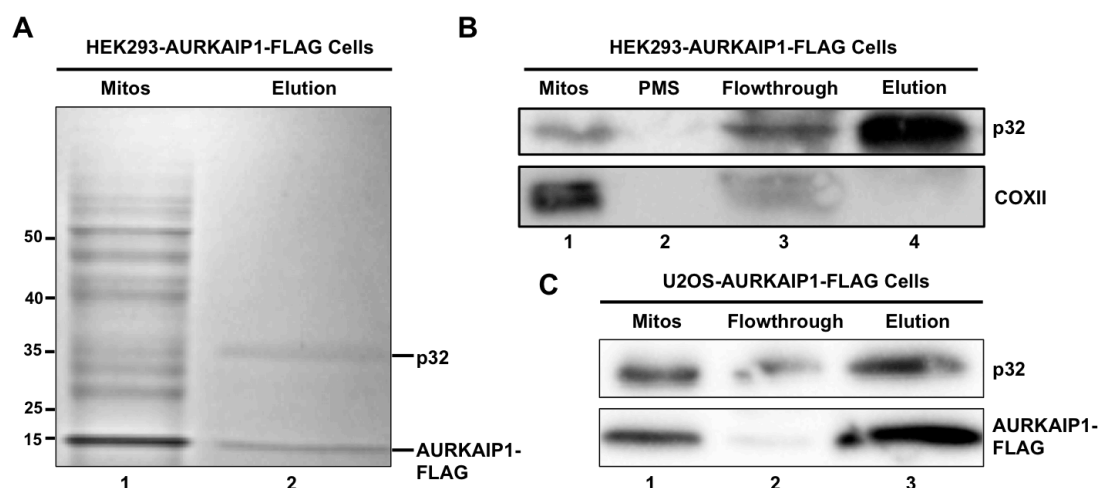 A
HEK293-AURKAIP1-FLAG Cells
Mitos Elution
50
40
35
25
15
p32
AURKAIP1-
FLAG
1 2
B
HEK293-AURKAIP1-FLAG Cells
Mitos PMS Flowthrough Elution
p32
COXII
1 2 3 4
C
U2OS-AURKAIP1-FLAG Cells
Mitos Flowthrough Elution
p32
AURKAIP1-
FLAG
1 2 3